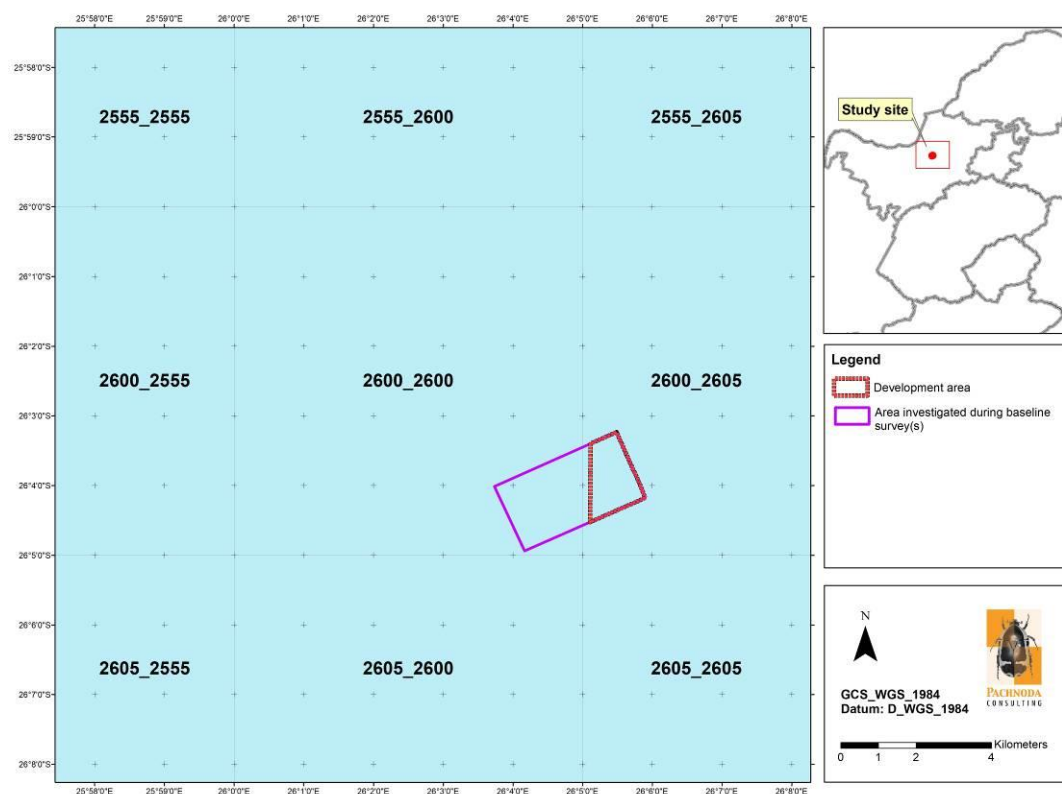 25°58'0"E 25°59'0"E 26°0'0"E 26°1'0"E 26°2'0"E 26°3'0"E 26°4'0"E 26°5'0"E 26°6'0"E 26°7'0"E 26°8'0"E
25°58'0"S
2555_2555 2555_2600 2555_2605
25°59'0"S
26°0'0"S
26°1'0"S
26°2'0"S
2600_2555 2600_2600 2600_2605
26°3'0"S
26°4'0"S
26°5'0"S
26°6'0"S
2605_2555 2605_2600 2605_2605
26°7'0"S
26°8'0"S
25°58'0"E 25°59'0"E 26°0'0"E 26°1'0"E 26°2'0"E 26°3'0"E 26°4'0"E 26°5'0"E 26°6'0"E 26°7'0"E 26°8'0"E
Study site
Legend
Development area
Area investigated during baseline
survey(s)
N
PACHNODA
CONSULTING
GCS_WGS_1984
Datum: D_WGS_1984
Kilometers
0 1 2 4